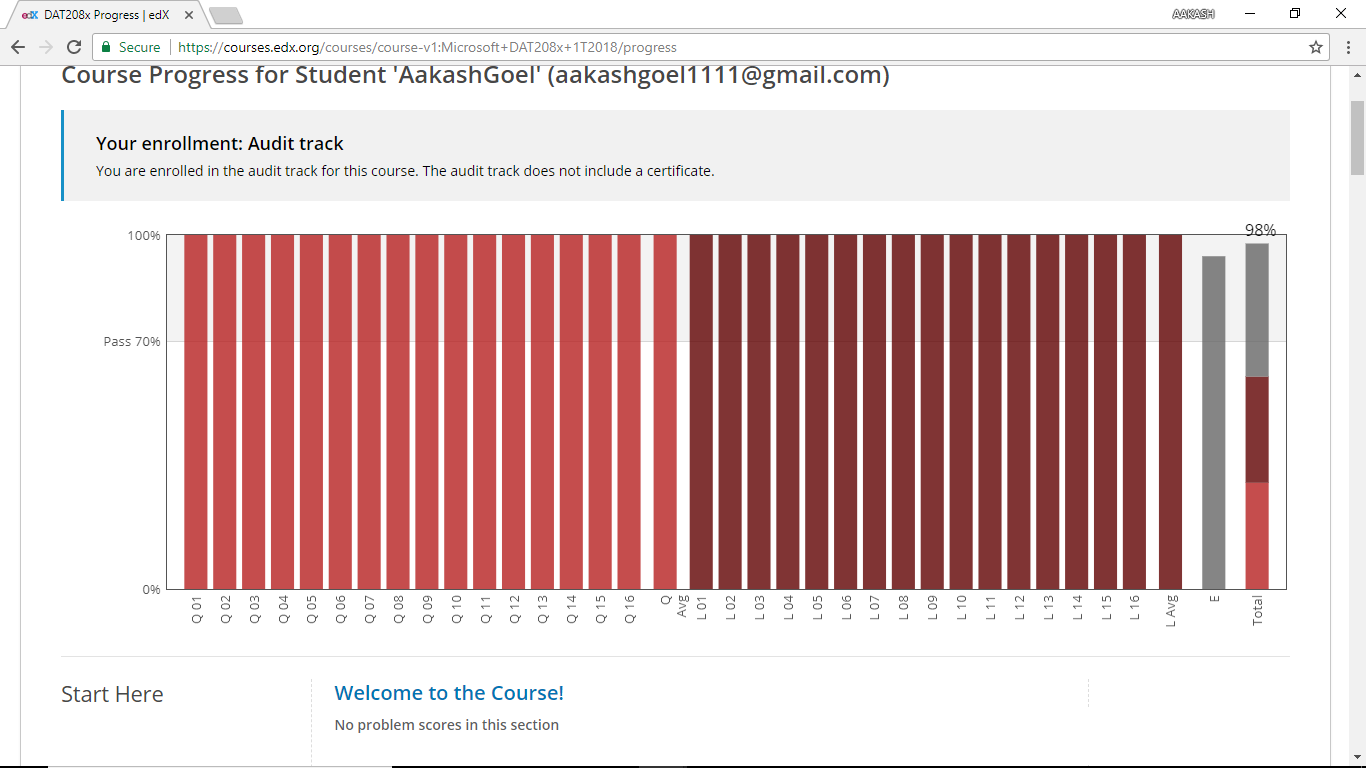 edX DAT208x Progress | edX
AAKASH
Secure https://courses.edx.org/courses/course-v1:Microsoft+DAT208x+1T2018/progress
Course Progress for Student 'AakashGoel' (aakashgoel1111@gmail.com)
Your enrollment: Audit track
You are enrolled in the audit track for this course. The audit track does not include a certificate.
98%
100%
Pass 70%
0%
Q 01
Q 02
Q 03
Q 04
Q 05
Q 06
Q 07
Q 08
Q 09
Q 10
Q 11
Q 12
Q 13
Q 14
Q 15
Q 16
Q
Avg
L 01
L 02
L 03
L 04
L 05
L 06
L 07
L 08
L 09
L 10
L 11
L 12
L 13
L 14
L 15
L 16
L Avg
E
Total
Start Here
Welcome to the Course!
No problem scores in this section